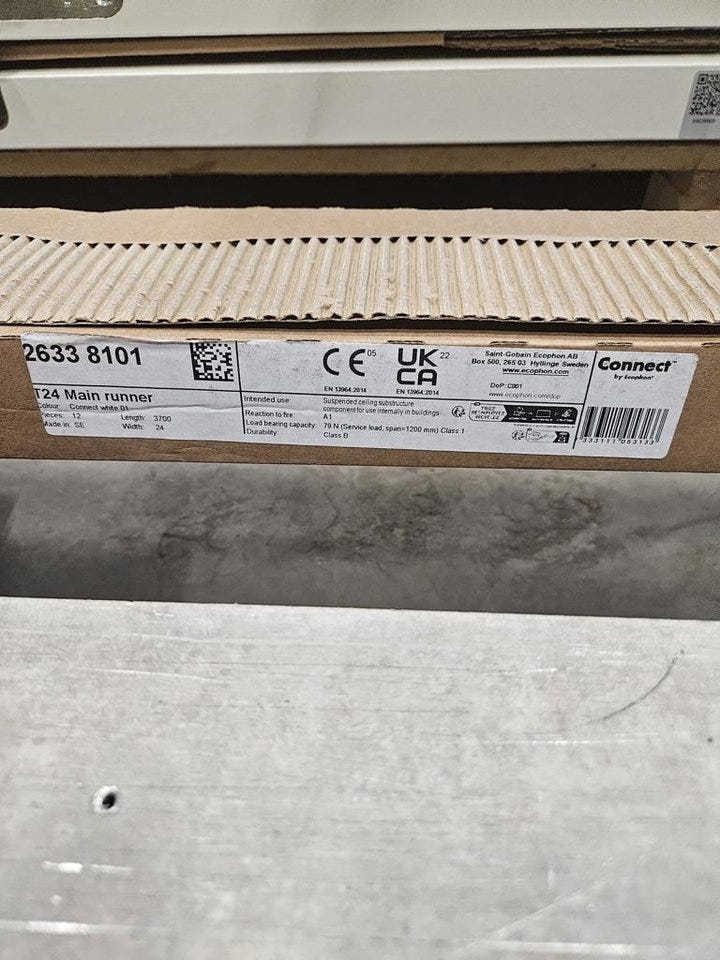 2633 8101
T24 Main runner
Colour: Connect white 01
Pieces: 12 Length: 3700
Made in: SE Width: 24
CE 05
EN 13964:2014
UK CA 22
EN 13964:2014
Intended use: Suspended ceiling substructure
component for use internally in buildings
Reaction to fire A1
Load bearing capacity: 79 N (Service load, span=1200 mm) Class 1
Durability: Class B
Saint-Gobain Ecophon AB
Box 500, 265 03 Hyllinge Sweden
www.ecophon.com
DoP: C001
www.ecophon.com/dop
Connect
by Ecophon